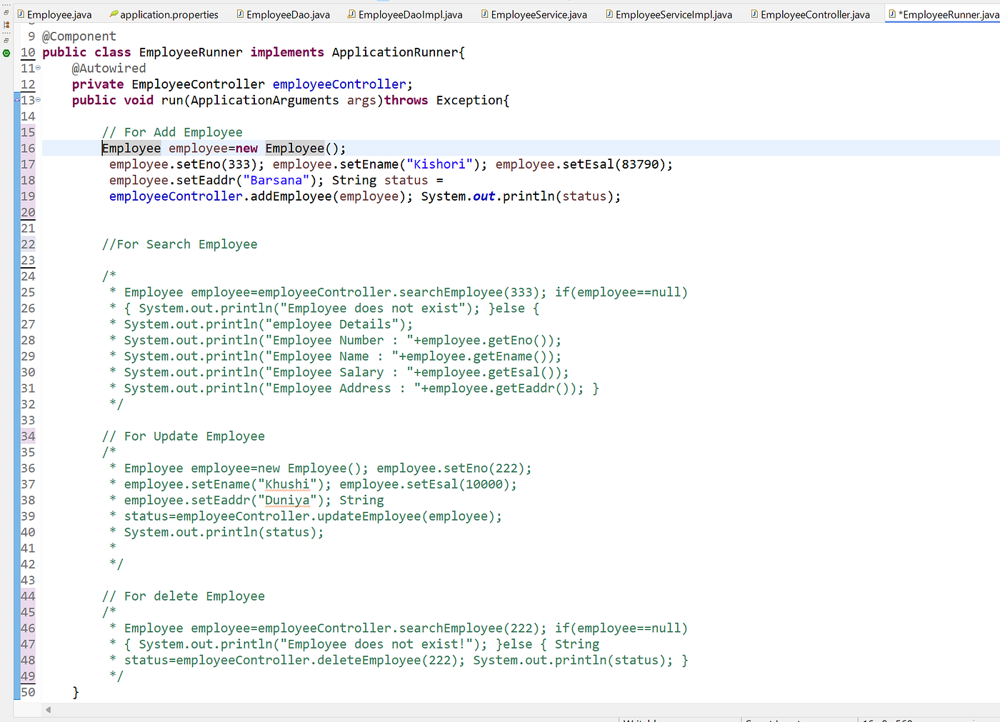 Employee.java application.properties EmployeeDao.java EmployeeDaoImpl.java EmployeeService.java EmployeeServiceImpl.java EmployeeController.java *EmployeeRunner.java
9 @Component
10 public class EmployeeRunner implements ApplicationRunner{
11 @Autowired
12 private EmployeeController employeeController;
13 public void run(ApplicationArguments args)throws Exception{
14
15 // For Add Employee
16 Employee employee=new Employee();
17 employee.setEno(333); employee.setEname("Kishori"); employee.setEsal(83790);
18 employee.setEaddr("Barsana"); String status =
19 employeeController.addEmployee(employee); System.out.println(status);
20
21
22 //For Search Employee
23
24 /*
25 * Employee employee=employeeController.searchEmployee(333); if(employee==null)
26 * { System.out.println("Employee does not exist"); }else {
27 * System.out.println("employee Details");
28 * System.out.println("Employee Number : "+employee.getEno());
29 * System.out.println("Employee Name : "+employee.getEname());
30 * System.out.println("Employee Salary : "+employee.getEsal());
31 * System.out.println("Employee Address : "+employee.getEaddr()); }
32 */
33
34 // For Update Employee
35 /*
36 * Employee employee=new Employee(); employee.setEno(222);
37 * employee.setEname("Khushi"); employee.setEsal(10000);
38 * employee.setEaddr("Duniya"); String
39 * status=employeeController.updateEmployee(employee);
40 * System.out.println(status);
41 *
42 */
43
44 // For delete Employee
45 /*
46 * Employee employee=employeeController.searchEmployee(222); if(employee==null)
47 * { System.out.println("Employee does not exist!"); }else { String
48 * status=employeeController.deleteEmployee(222); System.out.println(status); }
49 */
50 }